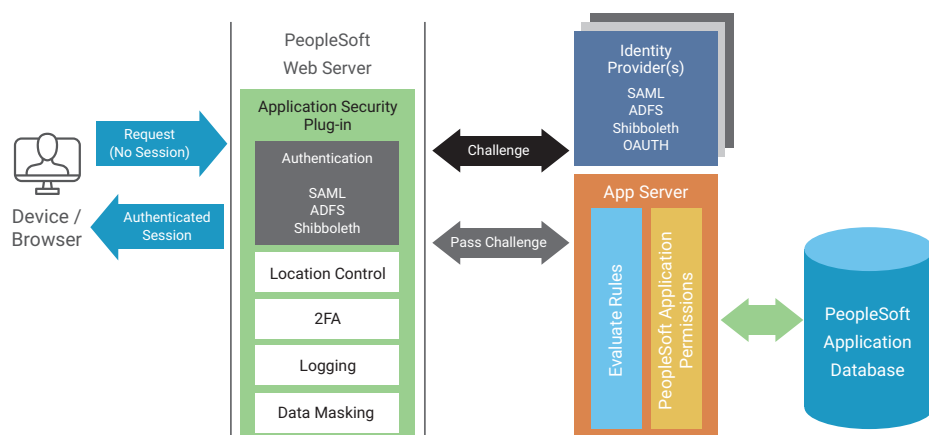 PeopleSoft
Web Server
Application Security
Plug-in
Authentication
SAML
ADFS
Shibboleth
Location Control
2FA
Logging
Data Masking
Request
(No Session)
Authenticated
Session
Device /
Browser
Challenge
Pass Challenge
Identity
Provider(s)
SAML
ADFS
Shibboleth
OAUTH
App Server
Evaluate Rules
PeopleSoft Application
Permissions
PeopleSoft
Application
Database